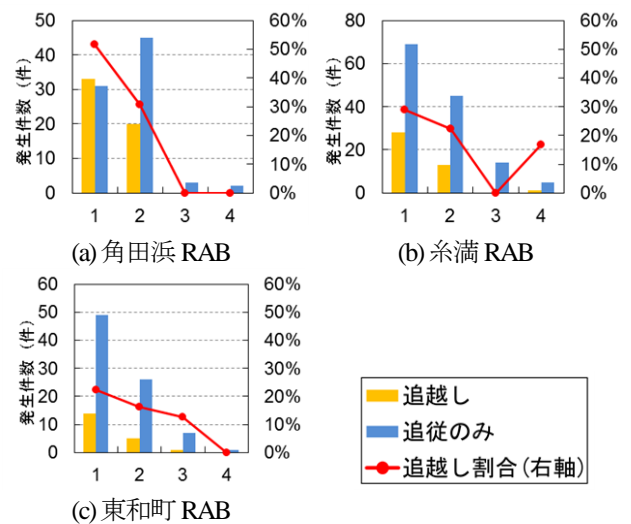 50 60%
40 50%
30 40%
20 30%
10 20%
0 10%
0%
発生件数（件）
1 2 3 4
(a) 角田浜 RAB
80 60%
60 50%
40 40%
20 30%
0 20%
10%
0%
発生件数（件）
1 2 3 4
(b) 糸満 RAB
60 60%
50 50%
40 40%
30 30%
20 20%
10 10%
0 0%
発生件数（件）
1 2 3 4
(c) 東和町 RAB
追越し
追従のみ
追越し割合(右軸)